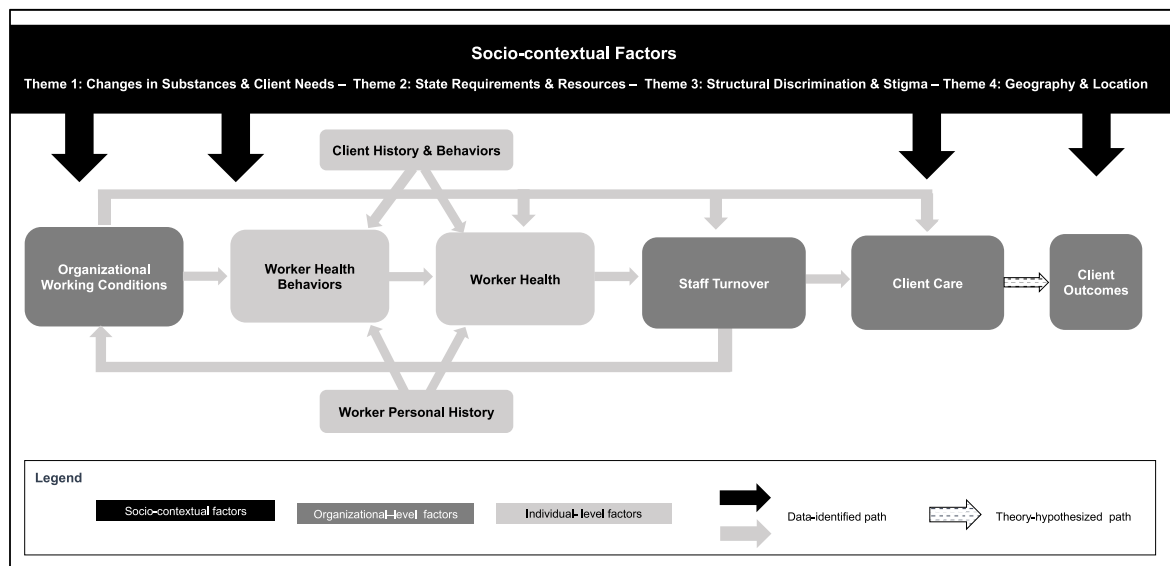 Socio-contextual Factors
Theme 1: Changes in Substances & Client Needs – Theme 2: State Requirements & Resources – Theme 3: Structural Discrimination & Stigma – Theme 4: Geography & Location
Client History & Behaviors
Organizational
Working Conditions
Worker Health
Behaviors
Worker Health
Staff Turnover
Client Care
Client
Outcomes
Worker Personal History
Legend
Socio-contextual factors
Organizational-level factors
Individual-level factors
Data-identified path
Theory-hypothesized path